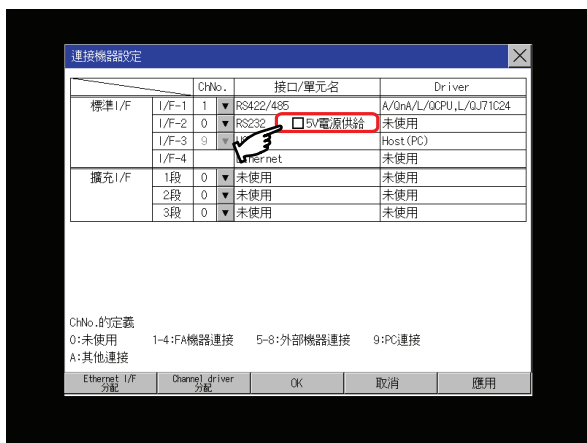 連接機器設定
ChNo. 接口/單元名 Driver
標準I/F I/F-1 1 RS422/485 A/QnA/L/QCPU,L/QJ71C24
I/F-2 0 RS232 5V電源供給 未使用
I/F-3 9 Host(PC)
I/F-4 未使用
擴充I/F 1段 0 未使用 未使用
2段 0 未使用 未使用
3段 0 未使用 未使用
ChNo.的定義
0:未使用 1-4:FA機器連接 5-8:外部機器連接 9:PC連接
A:其他連接
Ethernet I/F Channel driver OK 取消 應用
分配 分配